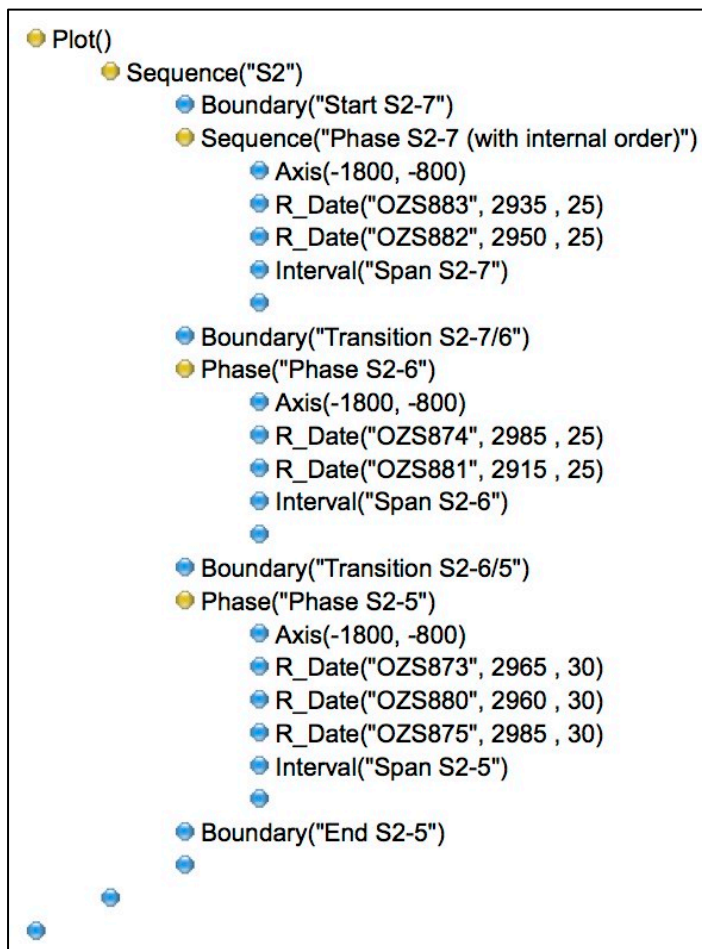 Plot()
Sequence("S2")
Boundary("Start S2-7")
Sequence("Phase S2-7 (with internal order)")
Axis(-1800, -800)
R_Date("OZS883", 2935 , 25)
R_Date("OZS882", 2950 , 25)
Interval("Span S2-7")
Boundary("Transition S2-7/6")
Phase("Phase S2-6")
Axis(-1800, -800)
R_Date("OZS874", 2985 , 25)
R_Date("OZS881", 2915 , 25)
Interval("Span S2-6")
Boundary("Transition S2-6/5")
Phase("Phase S2-5")
Axis(-1800, -800)
R_Date("OZS873", 2965 , 30)
R_Date("OZS880", 2960 , 30)
R_Date("OZS875", 2985 , 30)
Interval("Span S2-5")
Boundary("End S2-5")